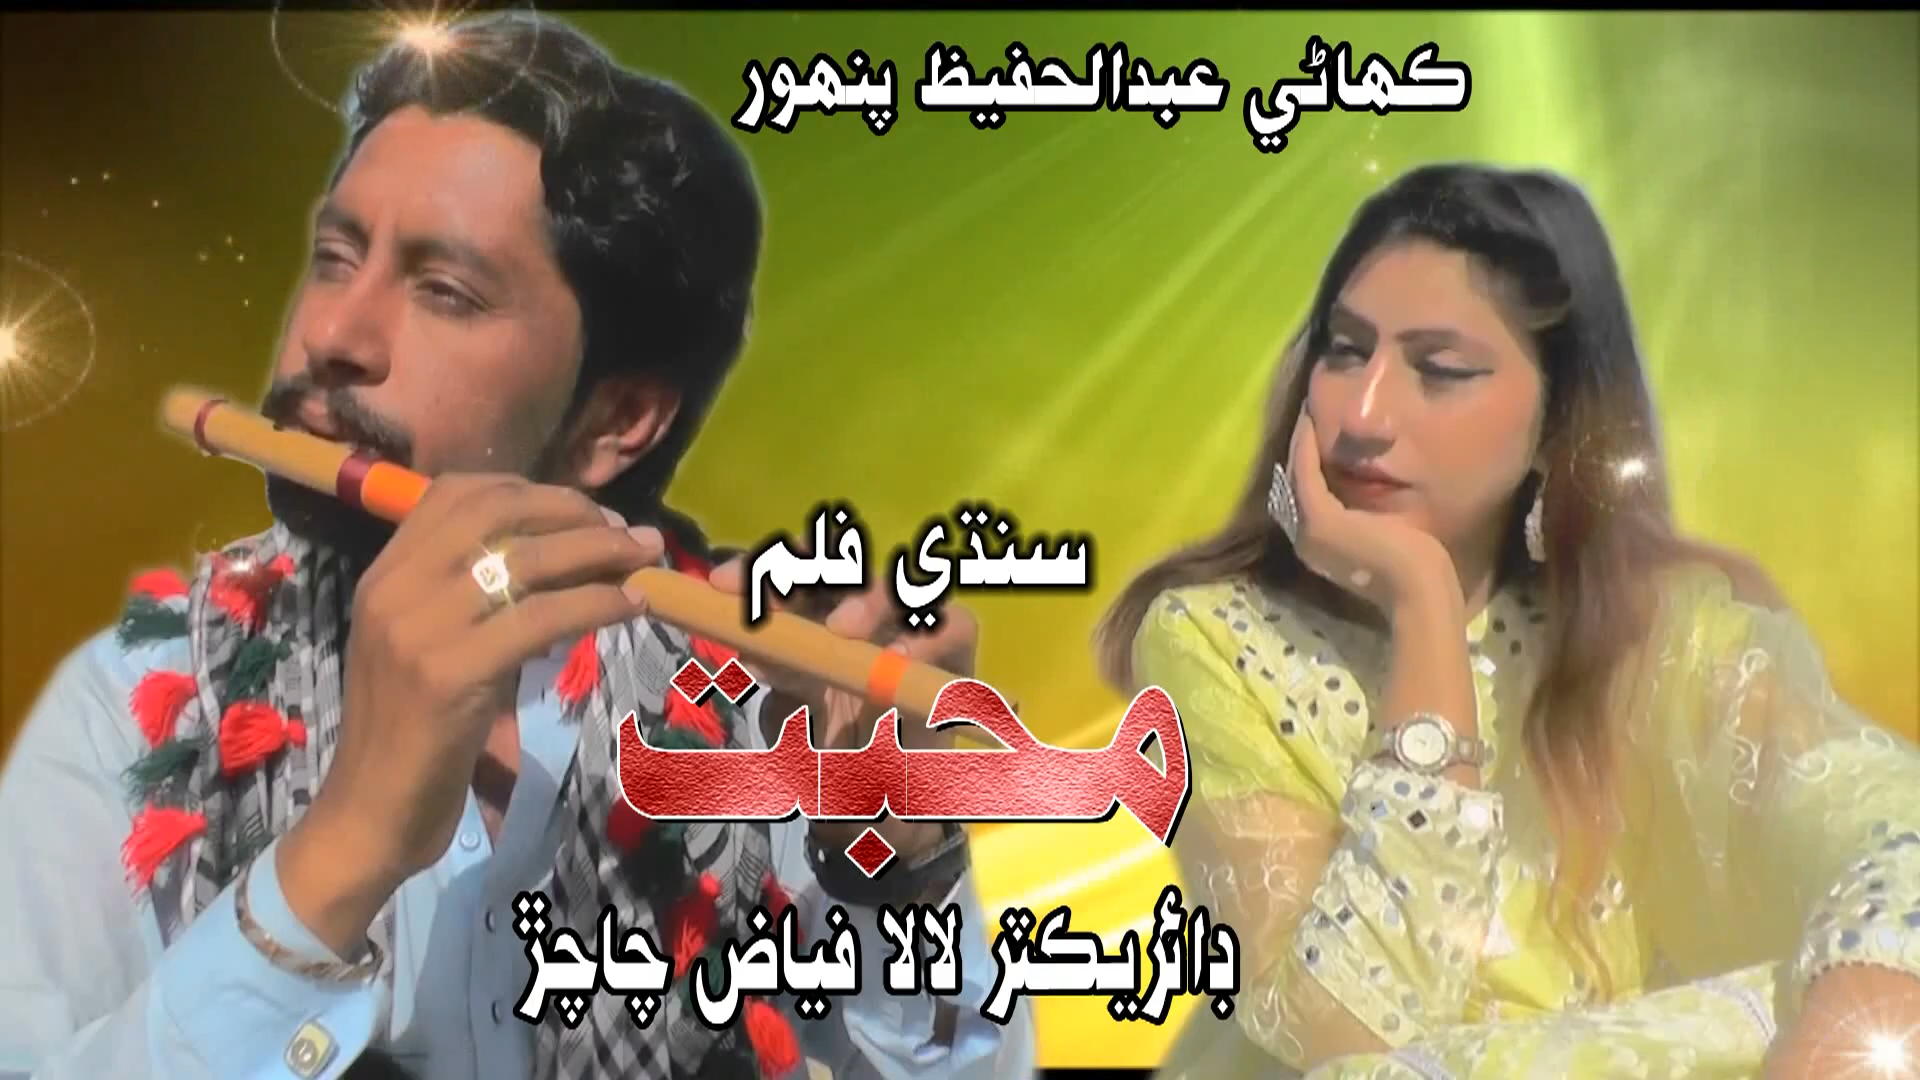 ڪهاڻي عبدالحفيظ پنهور
سنڌي فلم
محبت
ڊائريڪٽر لالا فياض چاچڙ